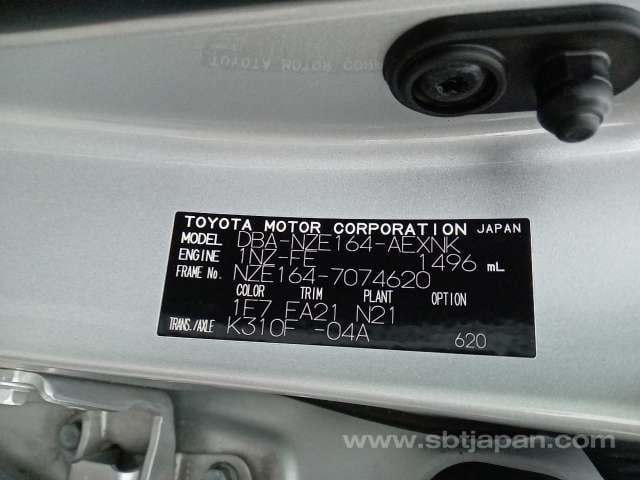 TOYOTA MOTOR CORPORATION JAPAN
MODEL DBA-NZE164-AEXNK
ENGINE 1NZ-FE 1496 mL
FRAME No. NZE164-7074620
COLOR TRIM PLANT OPTION
1F7 FA21 N21
TRANS./AXLE K310F -04A
620
www.sbtjapan.com/